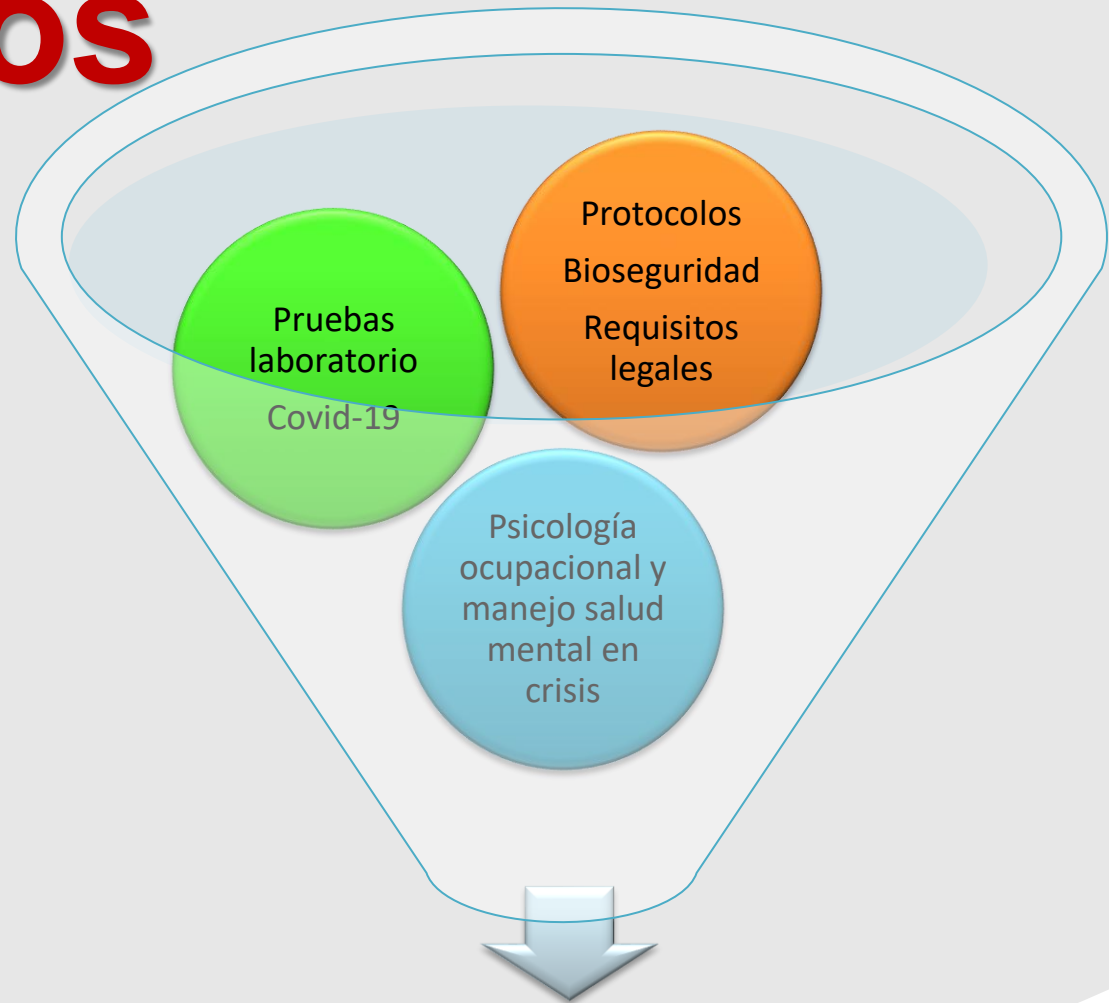 os
Pruebas
laboratorio
Covid-19
Protocolos
Bioseguridad
Requisitos
legales
Psicología
ocupacional y
manejo salud
mental en
crisis